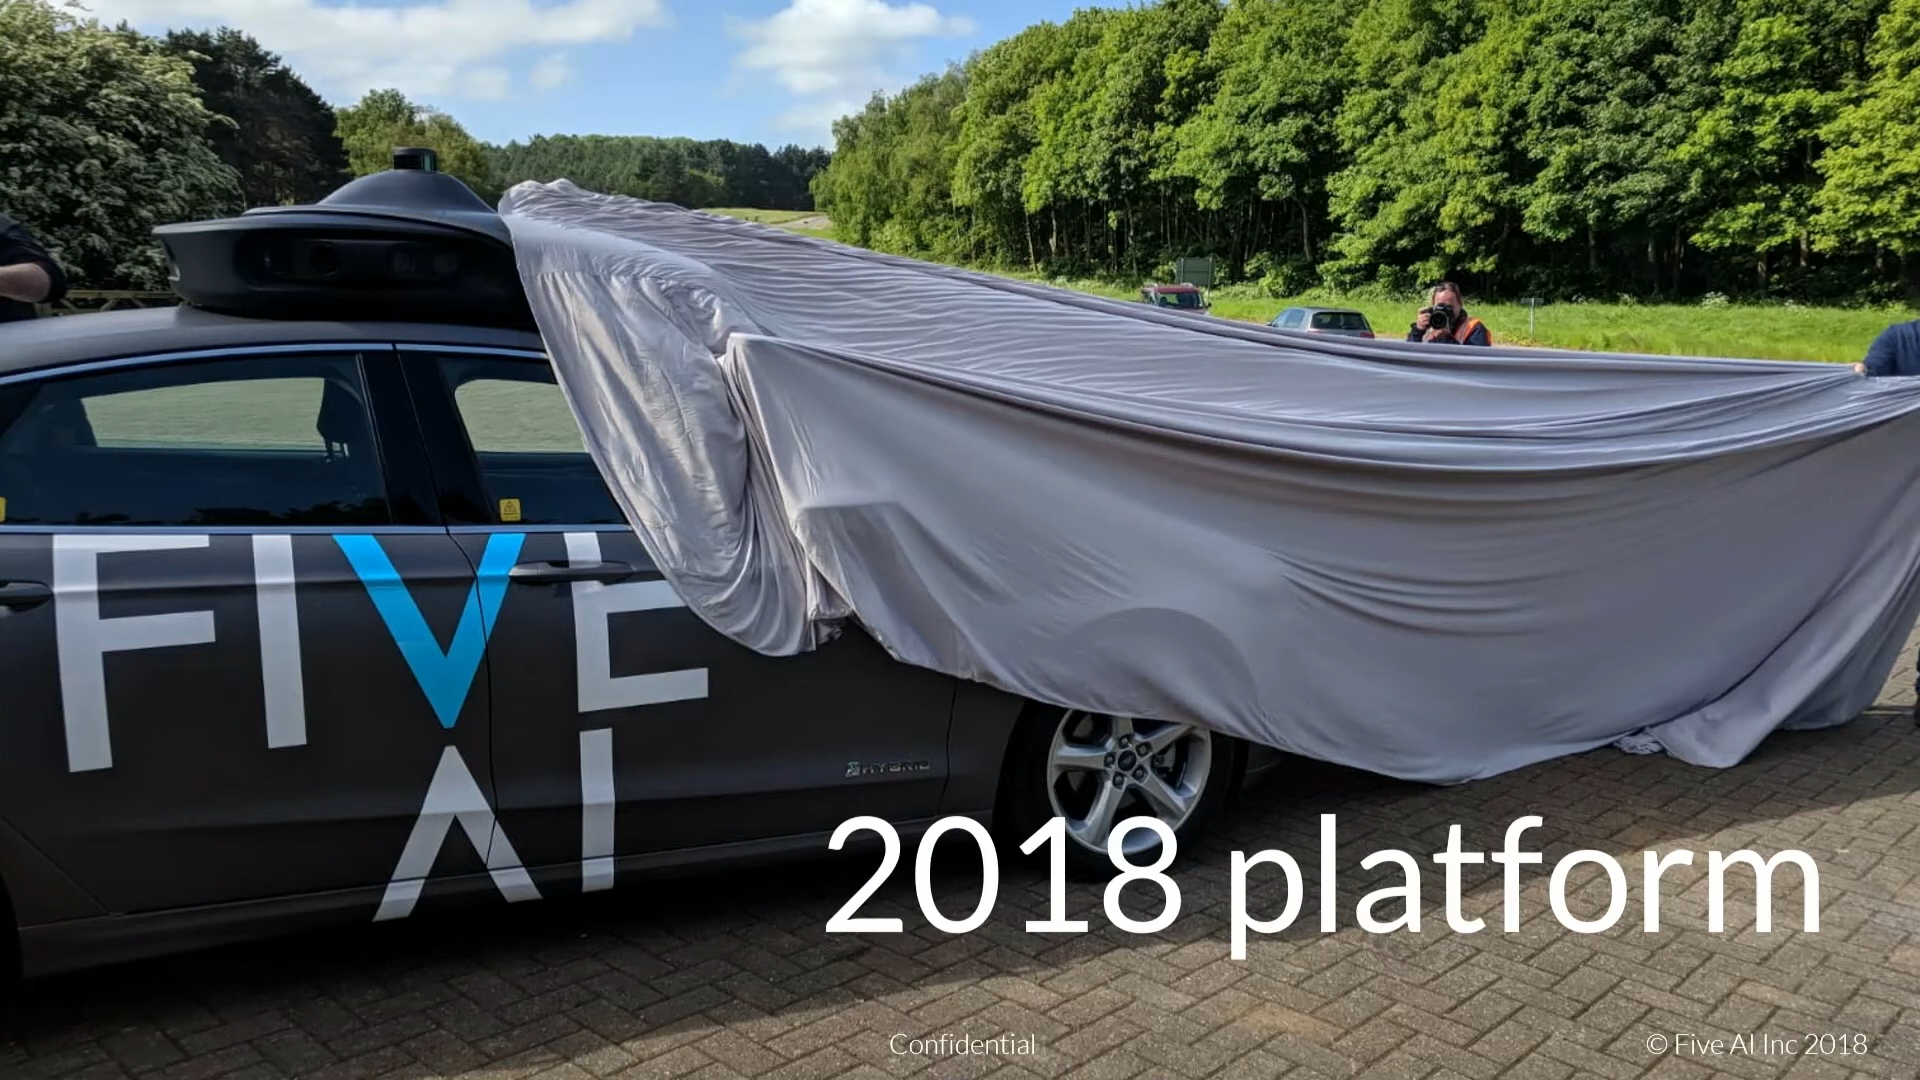 FIVE
AI
HYBRID
2018 platform
Confidential
© Five AI Inc 2018